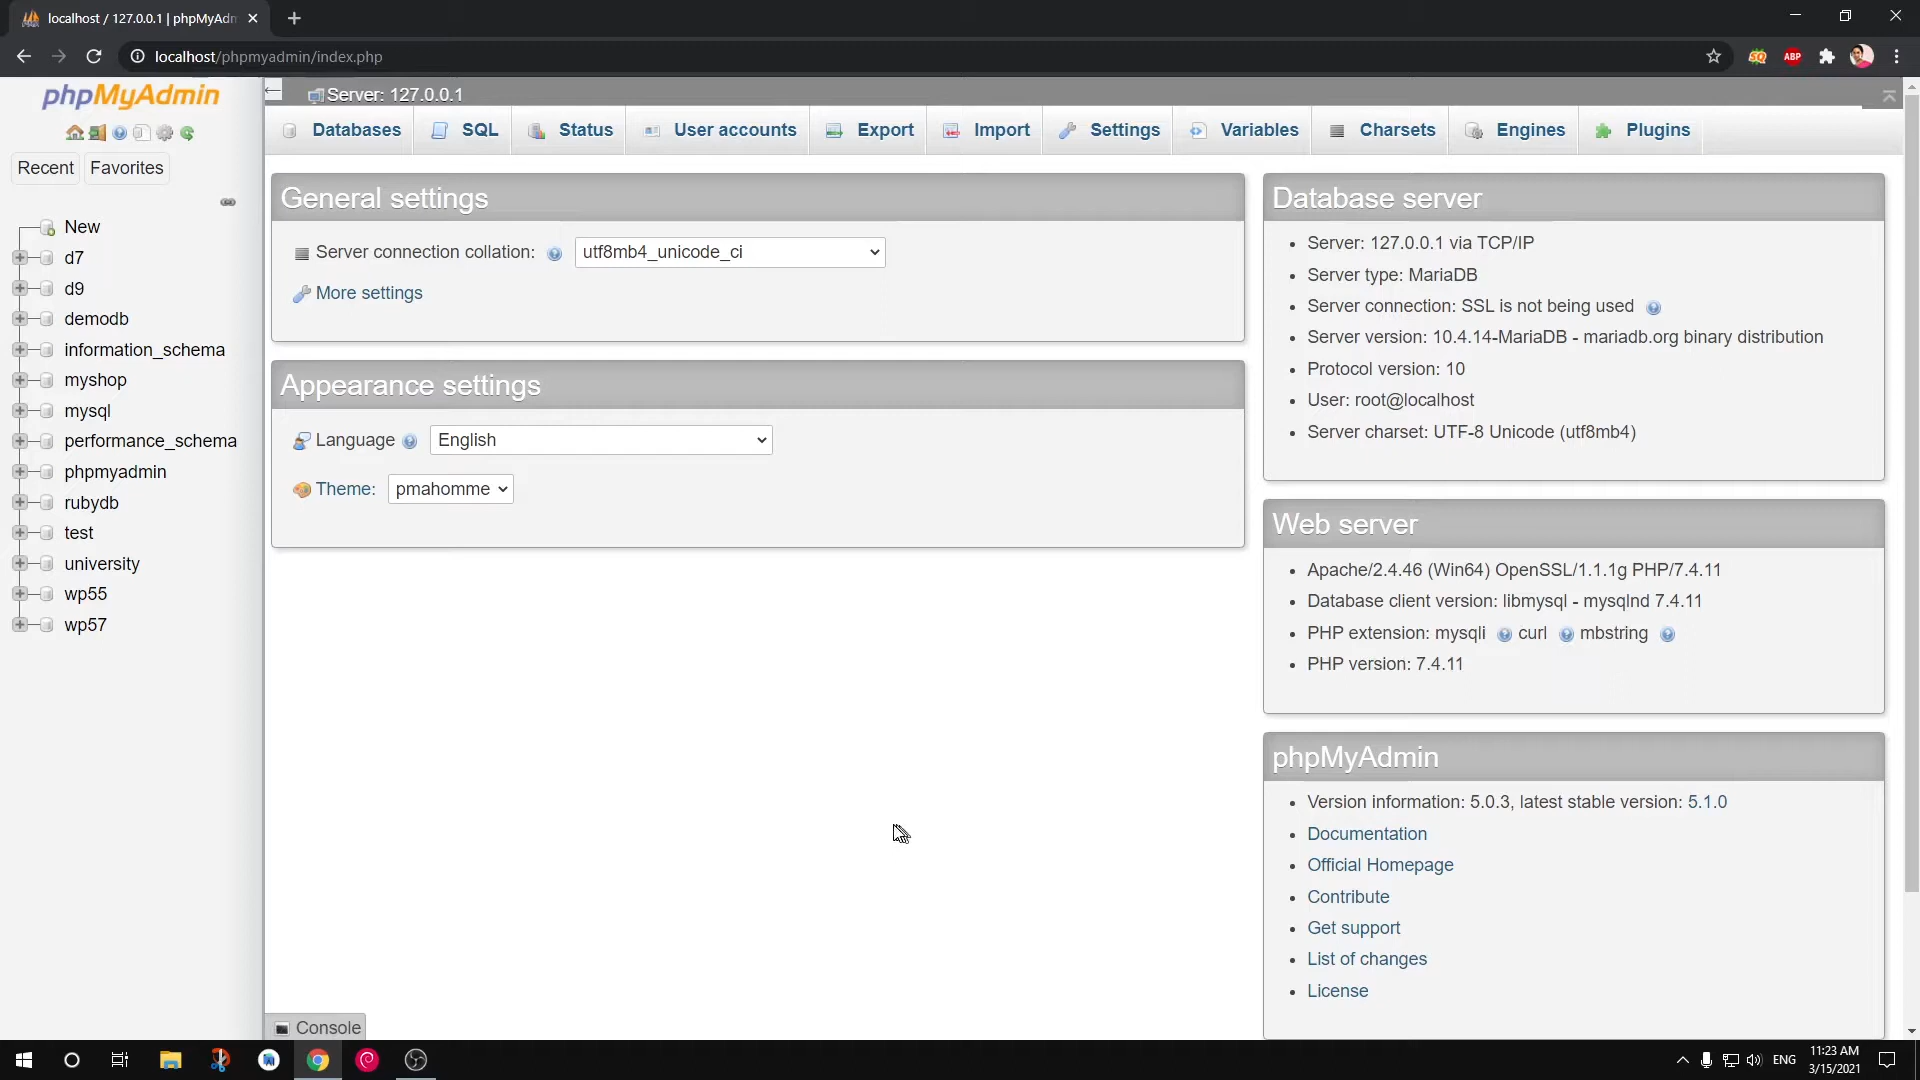 localhost / 127.0.0.1 | phpMyAdm
localhost/phpmyadmin/index.php
ABP
phpMyAdmin
Recent
Favorites
New
d7
d9
demodb
information_schema
myshop
mysql
performance_schema
phpmyadmin
rubydb
test
university
wp55
wp57
Server: 127.0.0.1
Databases
SQL
Status
User accounts
Export
Import
Settings
Variables
Charsets
Engines
Plugins
General settings
Server connection collation:
utf8mb4_unicode_ci
More settings
Appearance settings
Language
English
Theme:
pmahomme
Database server
Server: 127.0.0.1 via TCP/IP
Server type: MariaDB
Server connection: SSL is not being used
Server version: 10.4.14-MariaDB - mariadb.org binary distribution
Protocol version: 10
User: root@localhost
Server charset: UTF-8 Unicode (utf8mb4)
Web server
Apache/2.4.46 (Win64) OpenSSL/1.1.1g PHP/7.4.11
Database client version: libmysql - mysqlnd 7.4.11
PHP extension: mysqli curl mbstring
PHP version: 7.4.11
phpMyAdmin
Version information: 5.0.3, latest stable version: 5.1.0
Documentation
Official Homepage
Contribute
Get support
List of changes
License
Console
ENG
11:23 AM
3/15/2021